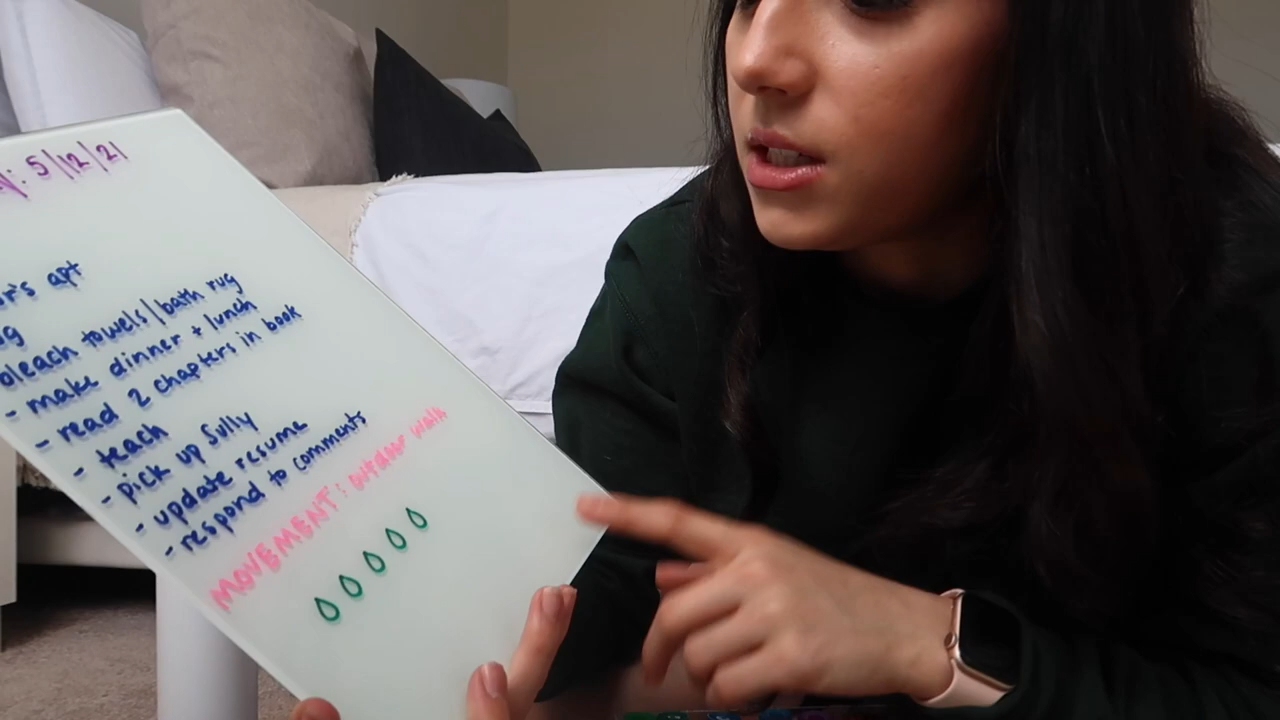 5/12/21
apt
bleach towels/bath rug
- make dinner + lunch
- read 2 chapters in book
- teach
- pick up Sully
- update resume
- respond to comments
MOVEMENT: outdoor walk